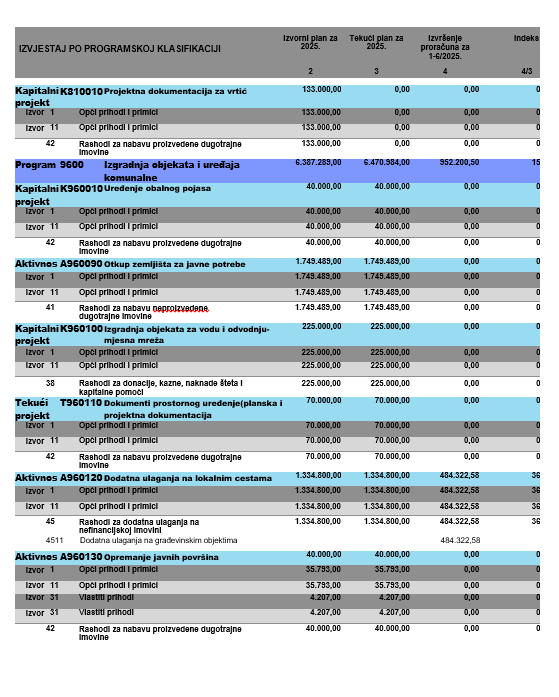 IZVJESTAJ PO PROGRAMSKOJ KLASIFIKACIJI Izvorni plan za 2025. Tekući plan za 2025. Izvršenje proračuna za 1-6/2025. Indeks
2 3 4 4/3
Kapitalni projekt K810010 Projektna dokumentacija za vrtić 133.000,00 0,00 0,00 0
Izvor 1 Opći prihodi i primici 133.000,00 0,00 0,00 0
Izvor 11 Opći prihodi i primici 133.000,00 0,00 0,00 0
42 Rashodi za nabavu proizvedene dugotrajne imovine 133.000,00 0,00 0,00 0
Program 9600 Izgradnja objekata i uređaja komunalne 6.387.289,00 6.470.984,00 952.200,50 15
Kapitalni projekt K960010 Uređenje obalnog pojasa 40.000,00 40.000,00 0,00 0
Izvor 1 Opći prihodi i primici 40.000,00 40.000,00 0,00 0
Izvor 11 Opći prihodi i primici 40.000,00 40.000,00 0,00 0
42 Rashodi za nabavu proizvedene dugotrajne imovine 40.000,00 40.000,00 0,00 0
Aktivnos A960090 Otkup zemljišta za javne potrebe 1.749.489,00 1.749.489,00 0,00 0
Izvor 1 Opći prihodi i primici 1.749.489,00 1.749.489,00 0,00 0
Izvor 11 Opći prihodi i primici 1.749.489,00 1.749.489,00 0,00 0
41 Rashodi za nabavu neproizvedene dugotrajne imovine 1.749.489,00 1.749.489,00 0,00 0
Kapitalni projekt K960100 Izgradnja objekata za vodu i odvodnju-mjesna mreža 225.000,00 225.000,00 0,00 0
Izvor 1 Opći prihodi i primici 225.000,00 225.000,00 0,00 0
Izvor 11 Opći prihodi i primici 225.000,00 225.000,00 0,00 0
38 Rashodi za donacije, kazne, naknade šteta i kapitalne pomoći 225.000,00 225.000,00 0,00 0
Tekući projekt T960110 Dokumenti prostornog uređenje(planska i projektna dokumentacija 70.000,00 70.000,00 0,00 0
Izvor 1 Opći prihodi i primici 70.000,00 70.000,00 0,00 0
Izvor 11 Opći prihodi i primici 70.000,00 70.000,00 0,00 0
42 Rashodi za nabavu proizvedene dugotrajne imovine 70.000,00 70.000,00 0,00 0
Aktivnos A960120 Dodatna ulaganja na lokalnim cestama 1.334.800,00 1.334.800,00 484.322,58 36
Izvor 1 Opći prihodi i primici 1.334.800,00 1.334.800,00 484.322,58 36
Izvor 11 Opći prihodi i primici 1.334.800,00 1.334.800,00 484.322,58 36
45 Rashodi za dodatna ulaganja na nefinancijskoj imovini 1.334.800,00 1.334.800,00 484.322,58 36
4511 Dodatna ulaganja na građevinskim objektima 484.322,58
Aktivnos A960130 Opremanje javnih površina 40.000,00 40.000,00 0,00 0
Izvor 1 Opći prihodi i primici 35.793,00 35.793,00 0,00 0
Izvor 11 Opći prihodi i primici 35.793,00 35.793,00 0,00 0
Izvor 31 Vlastiti prihodi 4.207,00 4.207,00 0,00 0
Izvor 31 Vlastiti prihodi 4.207,00 4.207,00 0,00 0
42 Rashodi za nabavu proizvedene dugotrajne imovine 40.000,00 40.000,00 0,00 0